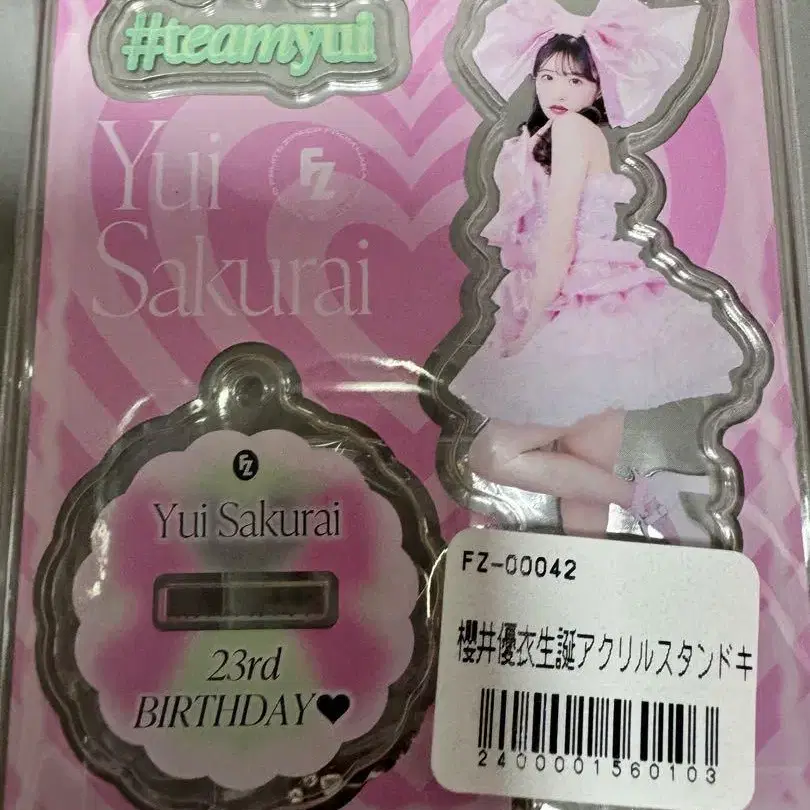 #teamyui
Yui
Sakurai
FZ
FZ
Yui Sakurai
23rd
BIRTHDAY♥
FZ-00042
櫻井優衣生誕アクリルスタンドキ
2400001560103